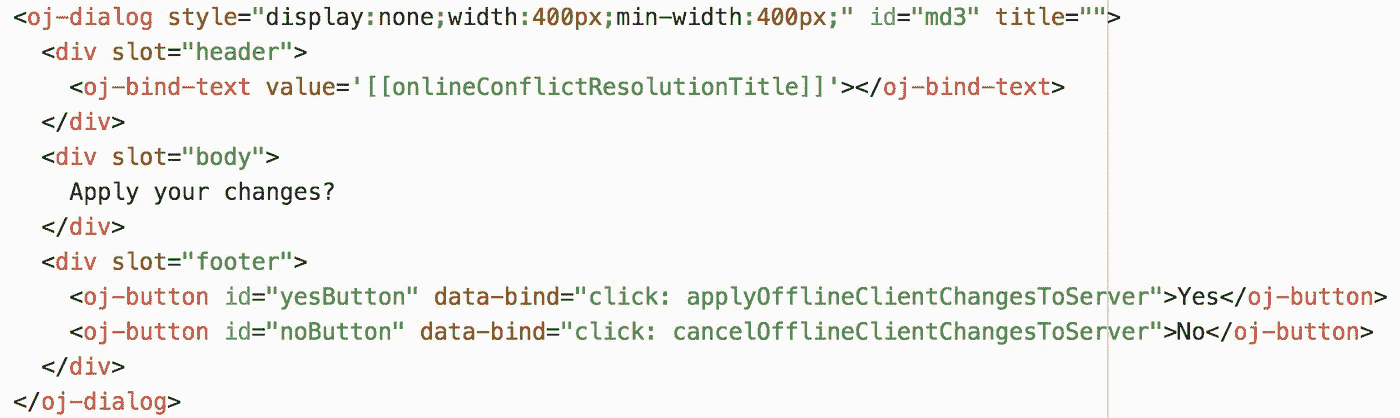 <oj-dialog style="display:none;width:400px;min-width:400px;" id="md3" title="">
  <div slot="header">
    <oj-bind-text value='[[onlineConflictResolutionTitle]]'></oj-bind-text>
  </div>
  <div slot="body">
    Apply your changes?
  </div>
  <div slot="footer">
    <oj-button id="yesButton" data-bind="click: applyOfflineClientChangesToServer">Yes</oj-button>
    <oj-button id="noButton" data-bind="click: cancelOfflineClientChangesToServer">No</oj-button>
  </div>
</oj-dialog>